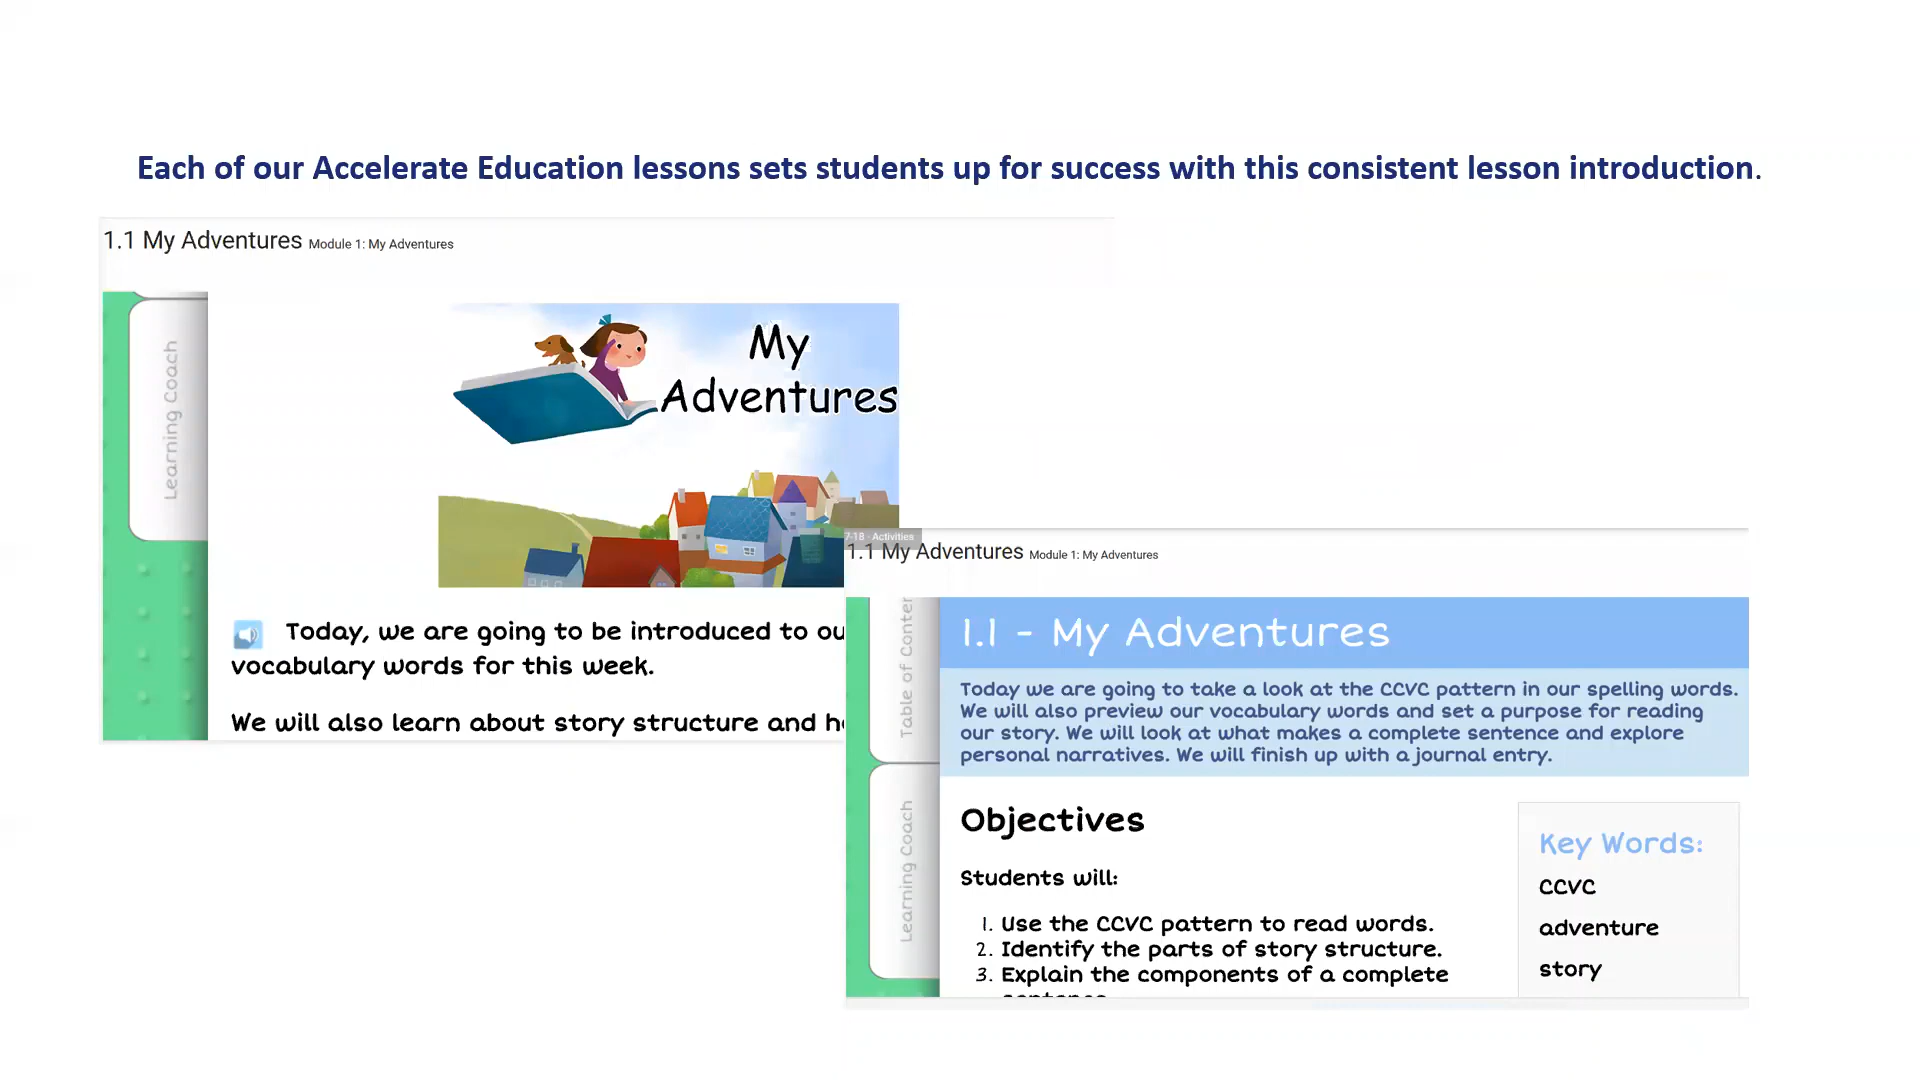 Each of our Accelerate Education lessons sets students up for success with this consistent lesson introduction.
1.1 My Adventures Module 1: My Adventures
Learning Coach
My
Adventures
Today, we are going to be introduced to ou
vocabulary words for this week.
We will also learn about story structure and h
7-18 - Activities
1.1 My Adventures Module 1: My Adventures
Table of Conten
Learning Coach
1.1 - My Adventures
Today we are going to take a look at the CCVC pattern in our spelling words.
We will also preview our vocabulary words and set a purpose for reading
our story. We will look at what makes a complete sentence and explore
personal narratives. We will finish up with a journal entry.
Objectives
Students will:
1. Use the CCVC pattern to read words.
2. Identify the parts of story structure.
3. Explain the components of a complete
sentence
Key Words:
CCVC
adventure
story